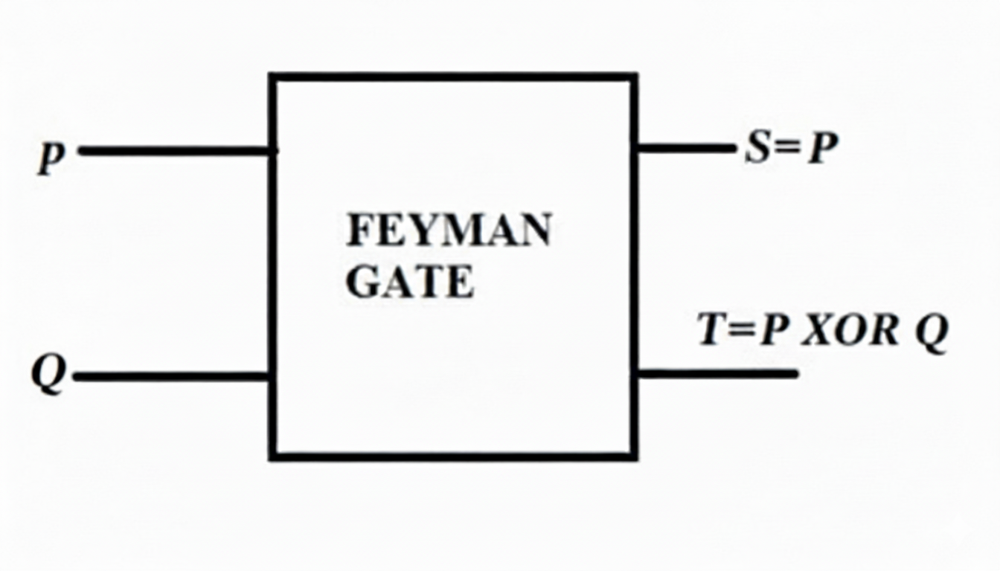 P
S=P
FEYMAN
GATE
T=P XOR Q
Q